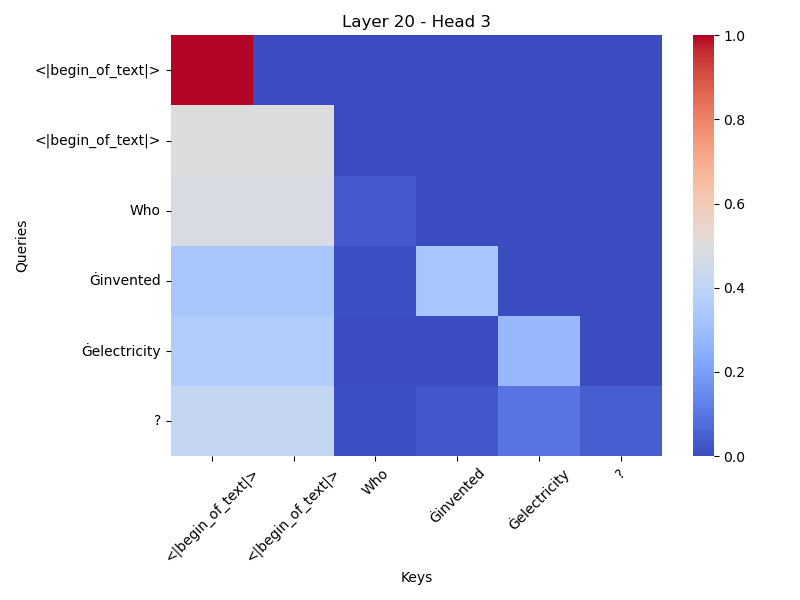 Layer 20 - Head 3
<|begin_of_text|>
<|begin_of_text|>
Who
Ġinvented
Ġelectricity
?
Queries
<|begin_of_text|>
<|begin_of_text|>
Who
Ġinvented
Ġelectricity
?
Keys
1.0
0.8
0.6
0.4
0.2
0.0